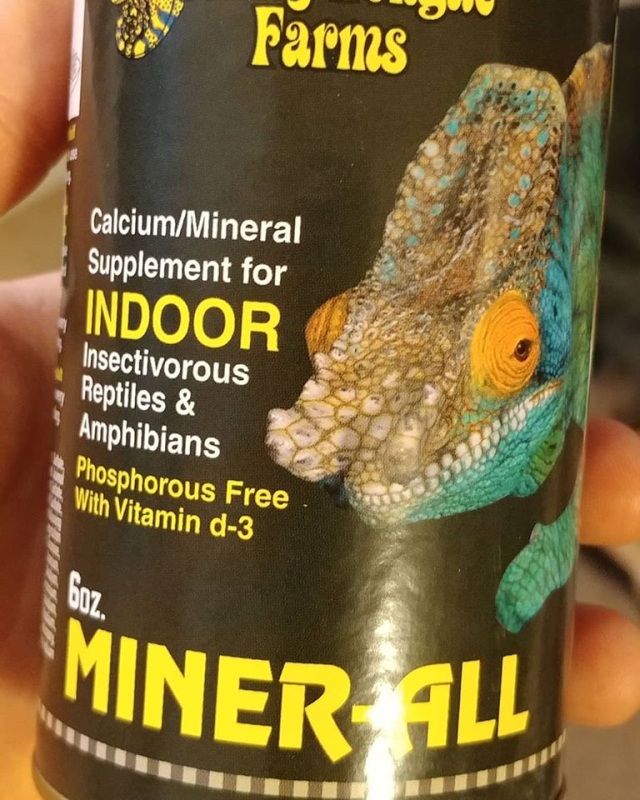 Farms
Calcium/Mineral
Supplement for
INDOOR
Insectivorous
Reptiles &
Amphibians
Phosphorous Free
With Vitamin d-3
6oz.
MINER-ALL